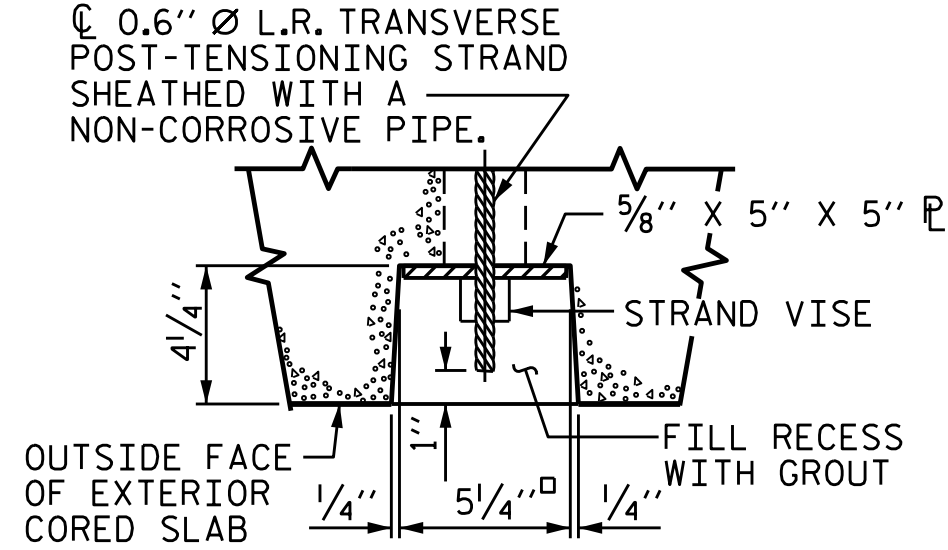 ℄ 0.6'' Ø L.R. TRANSVERSE
POST-TENSIONING STRAND
SHEATHED WITH A
NON-CORROSIVE PIPE.
5/8'' X 5'' X 5'' ⅊
4 1/4''
STRAND VISE
1''
FILL RECESS
WITH GROUT
OUTSIDE FACE
OF EXTERIOR
CORED SLAB
1/4''
5 1/4'' □
1/4''